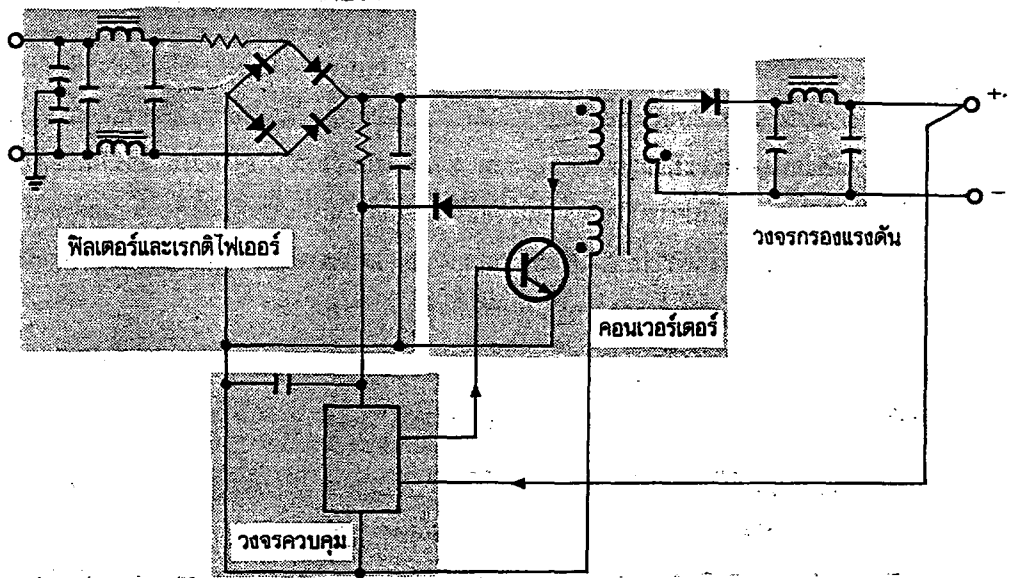 ฟิลเตอร์และเรกติไฟเออร์
คอนเวอร์เตอร์
วงจรกรองแรงดัน
+
−
วงจรควบคุม